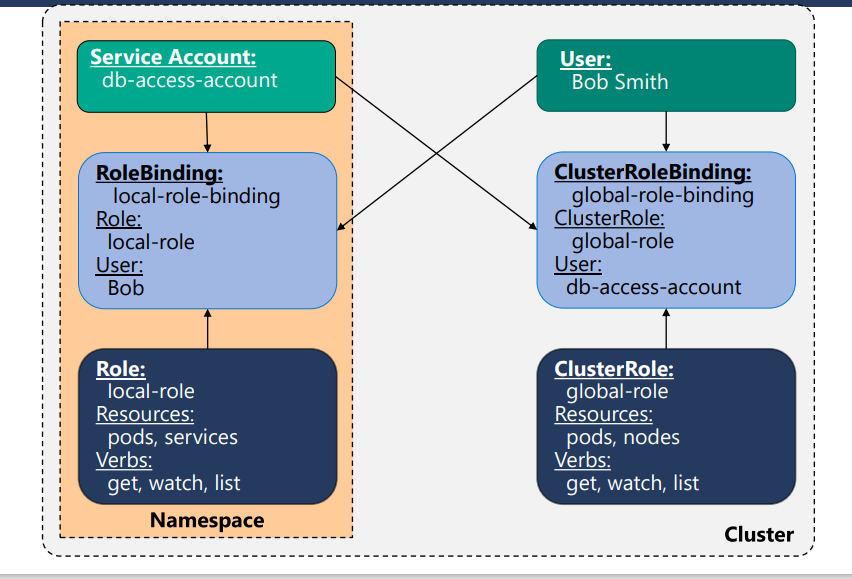 Service Account:
db-access-account
User:
Bob Smith
RoleBinding:
local-role-binding
Role:
local-role
User:
Bob
ClusterRoleBinding:
global-role-binding
ClusterRole:
global-role
User:
db-access-account
Role:
local-role
Resources:
pods, services
Verbs:
get, watch, list
ClusterRole:
global-role
Resources:
pods, nodes
Verbs:
get, watch, list
Namespace
Cluster